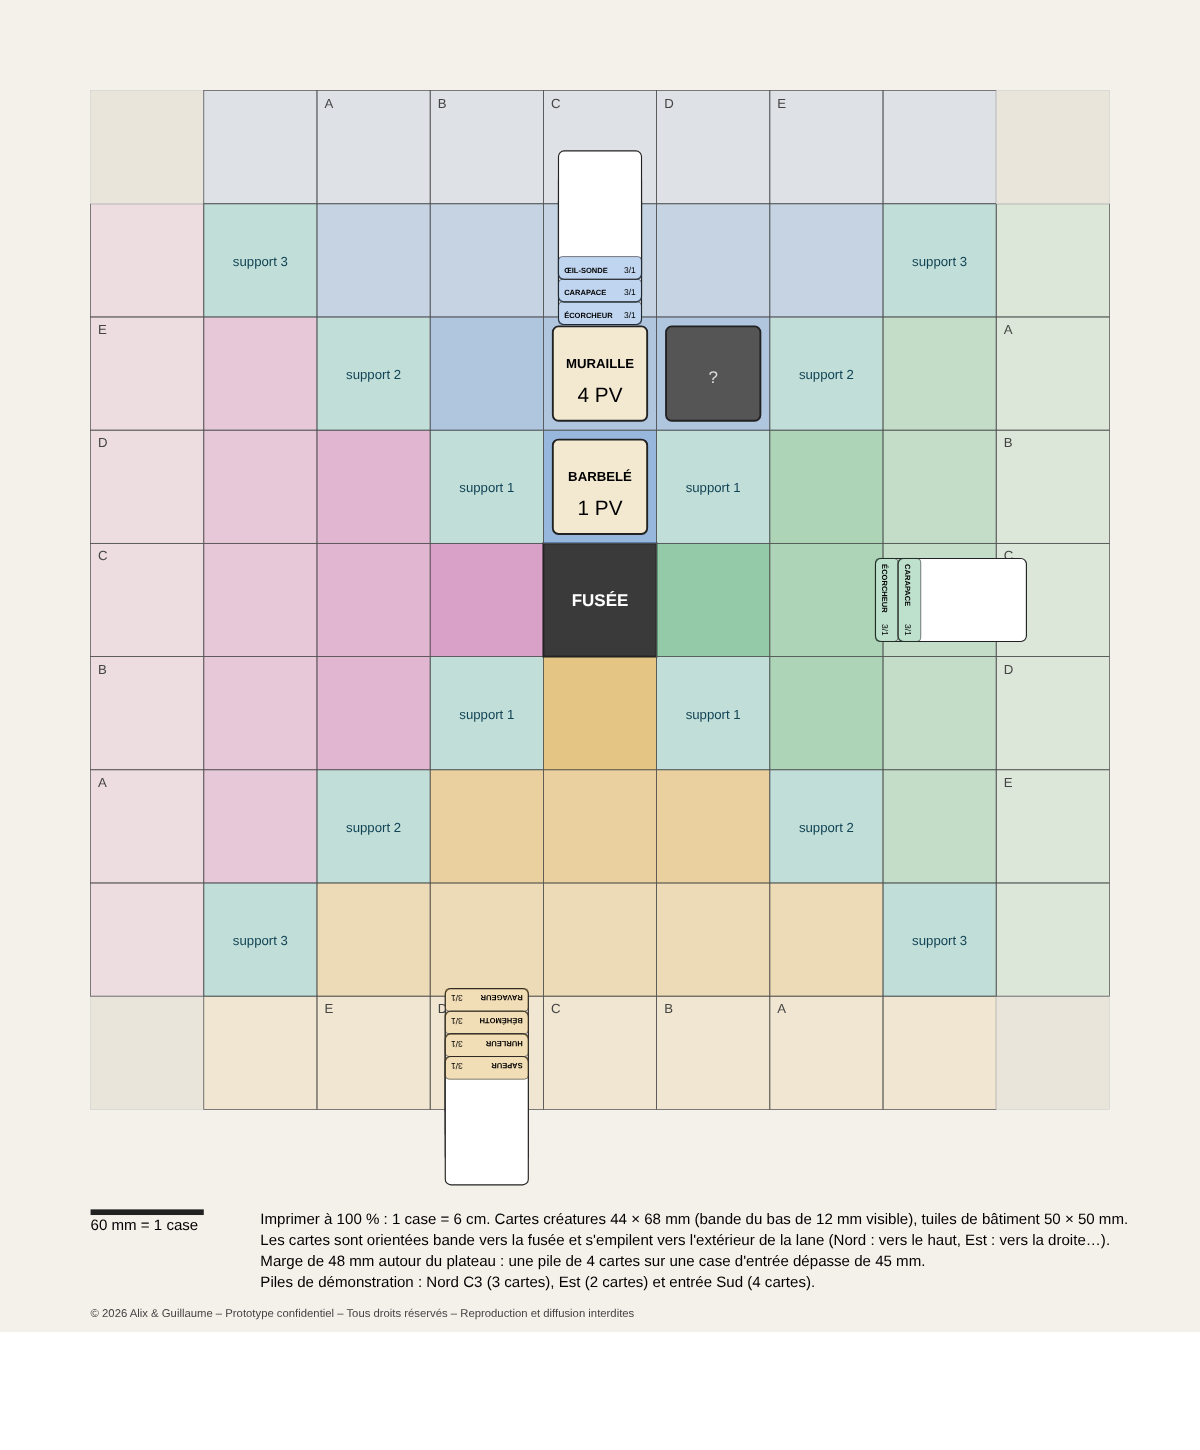 A B C D E
support 3 support 3
ŒIL-SONDE 3/1
CARAPACE 3/1
ÉCORCHEUR 3/1
E A
support 2 MURAILLE ? support 2
4 PV
D B
support 1 BARBELÉ support 1
1 PV
C C
FUSÉE
ÉCORCHEUR 3/1
CARAPACE 3/1
B D
support 1 support 1
A E
support 2 support 2
support 3 support 3
E D C B A
RAVAGEUR 3/1
BÉHÉMOTH 3/1
HURLEUR 3/1
SAPEUR 3/1
60 mm = 1 case
Imprimer à 100 % : 1 case = 6 cm. Cartes créatures 44 × 68 mm (bande du bas de 12 mm visible), tuiles de bâtiment 50 × 50 mm.
Les cartes sont orientées bande vers la fusée et s'empilent vers l'extérieur de la lane (Nord : vers le haut, Est : vers la droite…).
Marge de 48 mm autour du plateau : une pile de 4 cartes sur une case d'entrée dépasse de 45 mm.
Piles de démonstration : Nord C3 (3 cartes), Est (2 cartes) et entrée Sud (4 cartes).
© 2026 Alix & Guillaume – Prototype confidentiel – Tous droits réservés – Reproduction et diffusion interdites